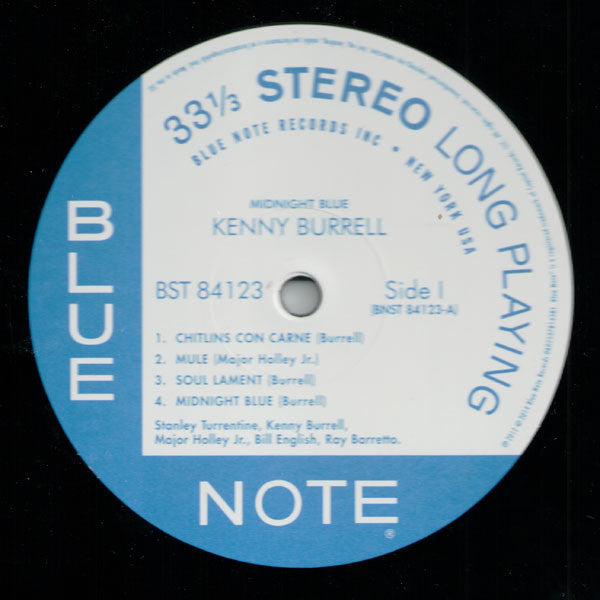 33⅓ STEREO LONG PLAYING
BLUE NOTE RECORDS INC • NEW YORK USA
MIDNIGHT BLUE
KENNY BURRELL
BST 84123
Side 1
(BNST 84123-A)
1. CHITLINS CON CARNE (Burrell)
2. MULE (Major Holley Jr.)
3. SOUL LAMENT (Burrell)
4. MIDNIGHT BLUE (Burrell)
Stanley Turrentine, Kenny Burrell,
Major Holley Jr., Bill English, Ray Barretto.
BLUE
NOTE
®